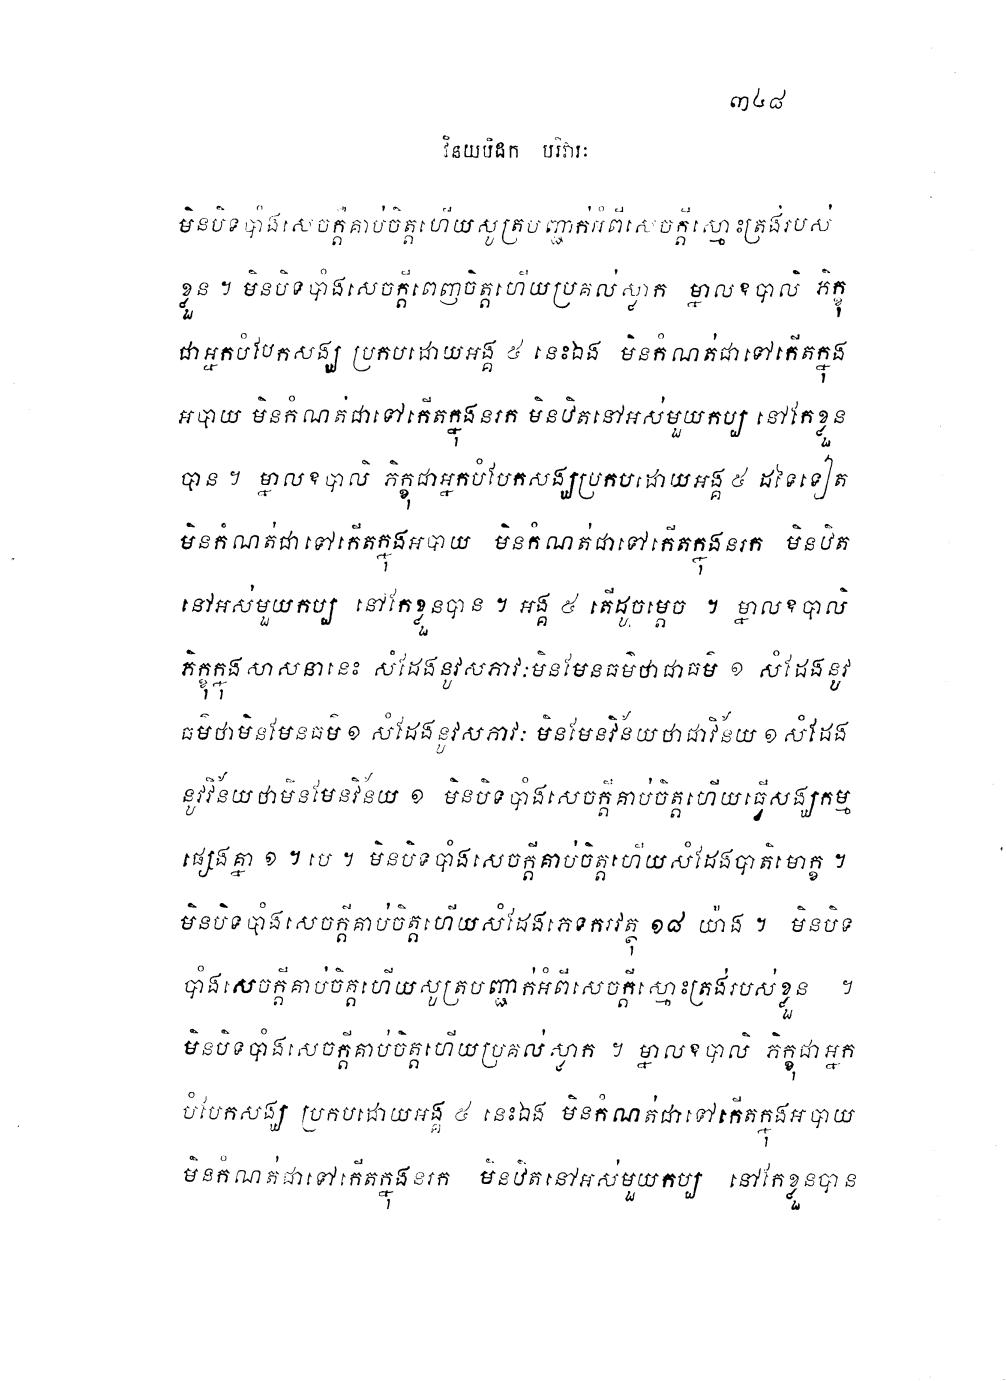 ៣៤៨
វិនយបិដក បរិវារៈ
មិនបិទបាំងសេចក្តីគាប់ចិត្តហើយសូត្របញ្ជាក់អំពីសេចក្តីស្មោះត្រង់របស់
ខ្លួន ។ មិនបិទបាំងសេចក្តីពេញចិត្តហើយប្រគល់ស្លាក ម្នាលឧបាលិ ភិក្ខុ
ជាអ្នកបំបែកសង្ឃ ប្រកបដោយអង្គ ៥ នេះឯង មិនកំណត់ជាទៅកើតក្នុង
អបាយ មិនកំណត់ជាទៅកើតក្នុងនរក មិនឋិតនៅអស់មួយកប្ប នៅកែខ្លួន
បាន ។ ម្នាលឧបាលិ ភិក្ខុជាអ្នកបំបែកសង្ឃប្រកបដោយអង្គ ៥ ដទៃទៀត
មិនកំណត់ជាទៅកើតក្នុងអបាយ មិនកំណត់ជាទៅកើតក្នុងនរក មិនឋិត
នៅអស់មួយកប្ប នៅកែខ្លួនបាន ។ អង្គ ៥ តើដូចម្តេច ។ ម្នាលឧបាលិ
ភិក្ខុក្នុងសាសនានេះ សំដែងនូវសភាវៈមិនមែនធម៌ថាជាធម៌ ១ សំដែងនូវ
ធម៌ថាមិនមែនធម៌ ១ សំដែងនូវសភាវៈ មិនមែនវិន័យថាជាវិន័យ ១ សំដែង
នូវវិន័យថាមិនមែនវិន័យ ១ មិនបិទបាំងសេចក្តីគាប់ចិត្តហើយធ្វើសង្ឃកម្ម
ផ្សេងគ្នា ១ ។ បេ ។ មិនបិទបាំងសេចក្តីគាប់ចិត្តហើយសំដែងបាតិមោក្ខ ។
មិនបិទបាំងសេចក្តីគាប់ចិត្តហើយសំដែងភេទករវត្ថុ ១៨ យ៉ាង ។ មិនបិទ
បាំងសេចក្តីគាប់ចិត្តហើយសូត្របញ្ជាក់អំពីសេចក្តីស្មោះត្រង់របស់ខ្លួន ។
មិនបិទបាំងសេចក្តីគាប់ចិត្តហើយប្រគល់ស្លាក ។ ម្នាលឧបាលិ ភិក្ខុជាអ្នក
បំបែកសង្ឃ ប្រកបដោយអង្គ ៥ នេះឯង មិនកំណត់ជាទៅកើតក្នុងអបាយ
មិនកំណត់ជាទៅកើតក្នុងនរក មិនឋិតនៅអស់មួយកប្ប នៅកែខ្លួនបាន